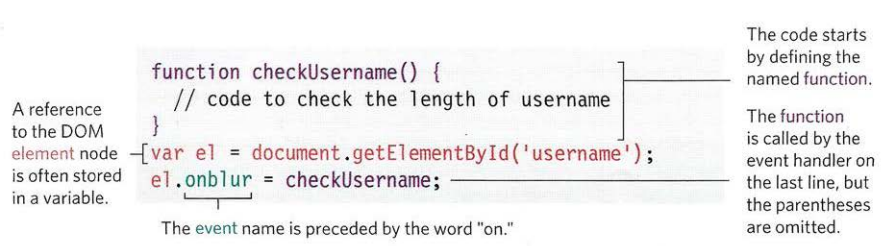 The code starts
by defining the
named function.
function checkUsername() {
// code to check the length of username
}
var el = document.getElementById('username');
el.onblur = checkUsername;
A reference
to the DOM
element node
is often stored
in a variable.
The function
is called by the
event handler on
the last line, but
the parentheses
are omitted.
The event name is preceded by the word "on."